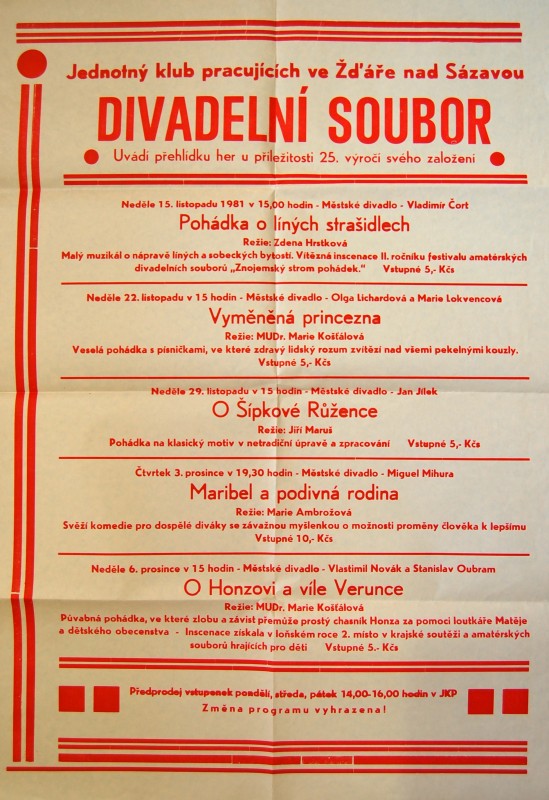 Jednotný klub pracujících ve Žďáře nad Sázavou
DIVADELNÍ SOUBOR
Uvádí přehlídku her u příležitosti 25. výročí svého založení
Neděle 15. listopadu 1981 v 15,00 hodin - Městské divadlo - Vladimír Čort
Pohádka o líných strašidlech
Režie: Zdena Hrstková
Malý muzikál o nápravě líných a sobeckých bytostí. Vítězná inscenace II. ročníku festivalu amatérských
divadelních souborů „Znojemský strom pohádek.“ Vstupné 5,- Kčs
Neděle 22. listopadu v 15 hodin - Městské divadlo - Olga Lichardová a Marie Lokvencová
Vyměněná princezna
Režie: MUDr. Marie Košťálová
Veselá pohádka s písničkami, ve které zdravý lidský rozum zvítězí nad všemi pekelnými kouzly.
Vstupné 5,- Kčs
Neděle 29. listopadu v 15 hodin - Městské divadlo - Jan Jílek
O Šípkové Růžence
Režie: Jiří Maruš
Pohádka na klasický motiv v netradiční úpravě a zpracování Vstupné 5,- Kčs
Čtvrtek 3. prosince v 19,30 hodin - Městské divadlo - Miguel Mihura
Maribel a podivná rodina
Režie: Marie Ambrožová
Svěží komedie pro dospělé diváky se závažnou myšlenkou o možnosti proměny člověka k lepšímu
Vstupné 10,- Kčs
Neděle 6. prosince v 15 hodin - Městské divadlo - Vlastimil Novák a Stanislav Oubram
O Honzovi a víle Verunce
Režie: MUDr. Marie Košťálová
Půvabná pohádka, ve které zlobu a závist přemůže prostý chasník Honza za pomoci loutkáře Matěje
a dětského obecenstva - Inscenace získala v loňském roce 2. místo v krajské soutěži a amatérských
souborů hrajících pro děti Vstupné 5.- Kčs
Předprodej vstupenek pondělí, středa, pátek 14,00-16,00 hodin v JKP
Změna programu vyhrazena!